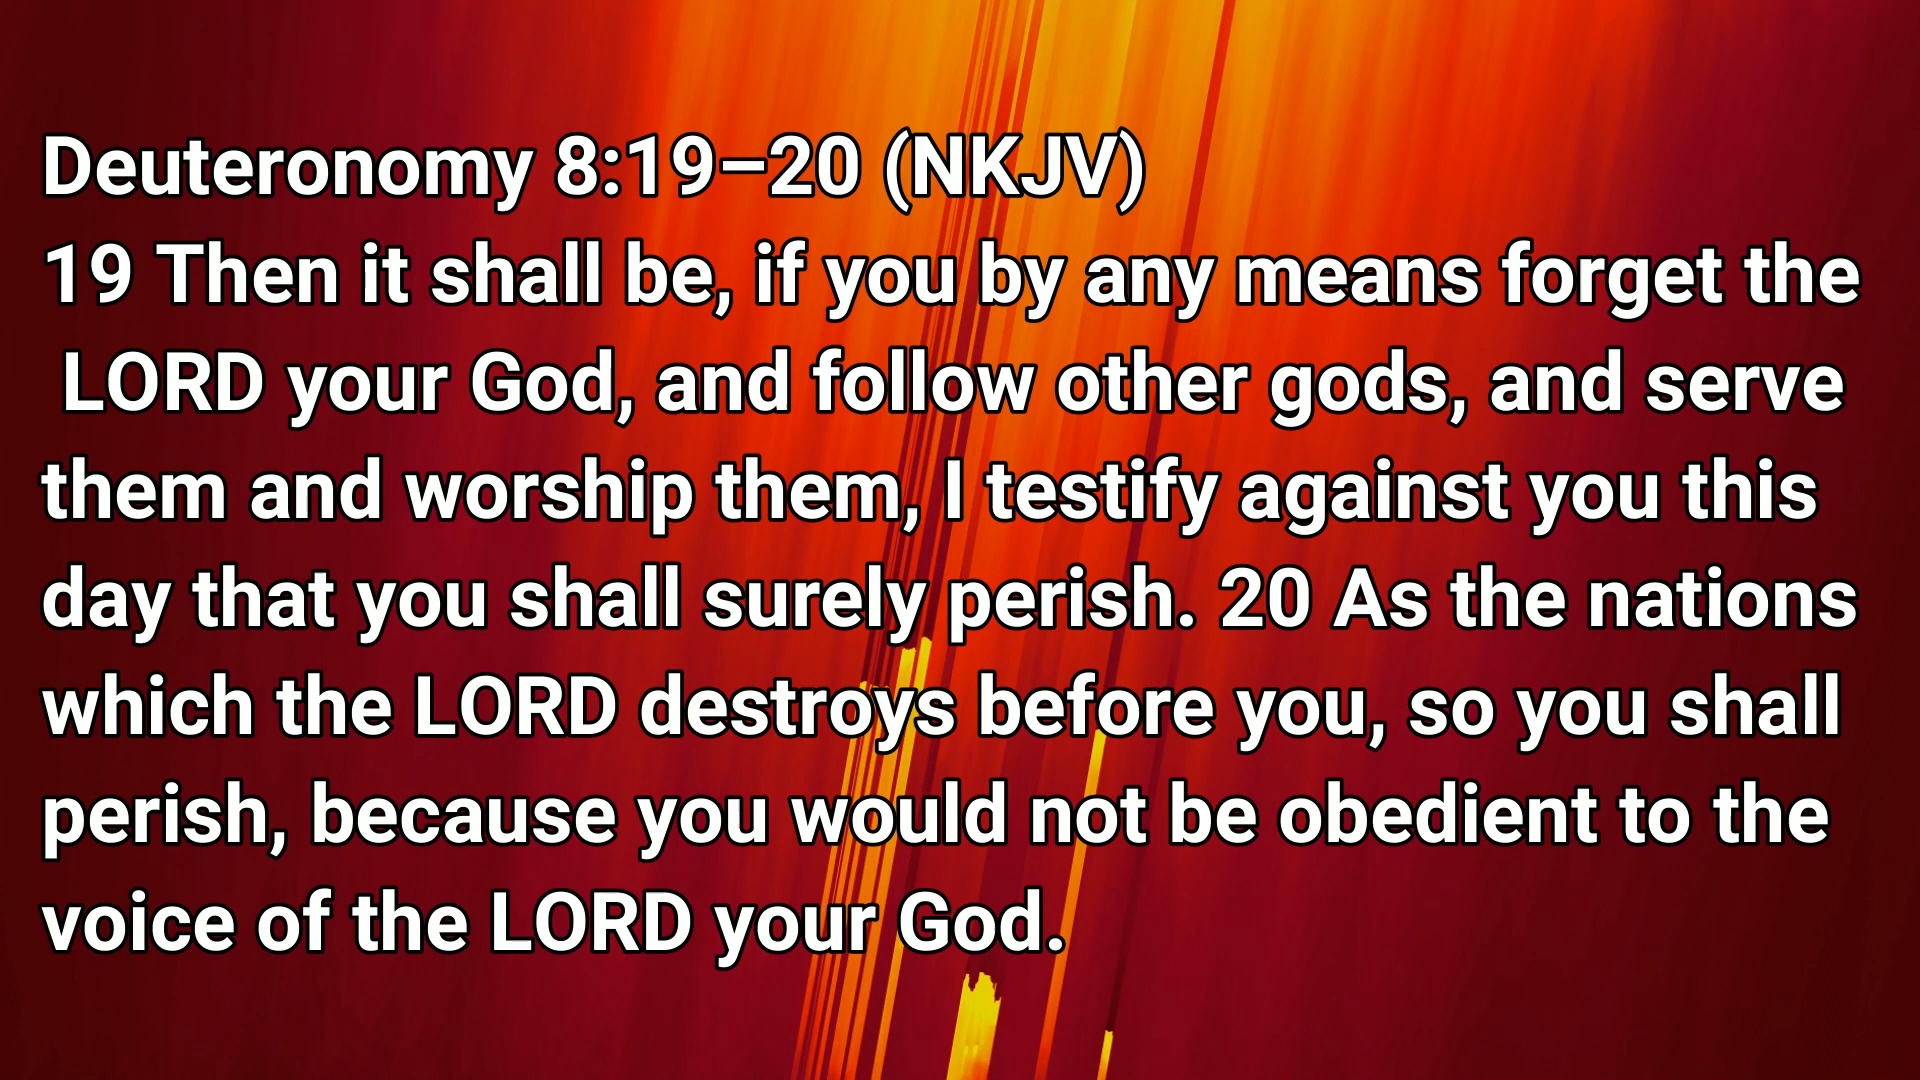 Deuteronomy 8:19–20 (NKJV)
19 Then it shall be, if you by any means forget the
LORD your God, and follow other gods, and serve
them and worship them, I testify against you this
day that you shall surely perish. 20 As the nations
which the LORD destroys before you, so you shall
perish, because you would not be obedient to the
voice of the LORD your God.